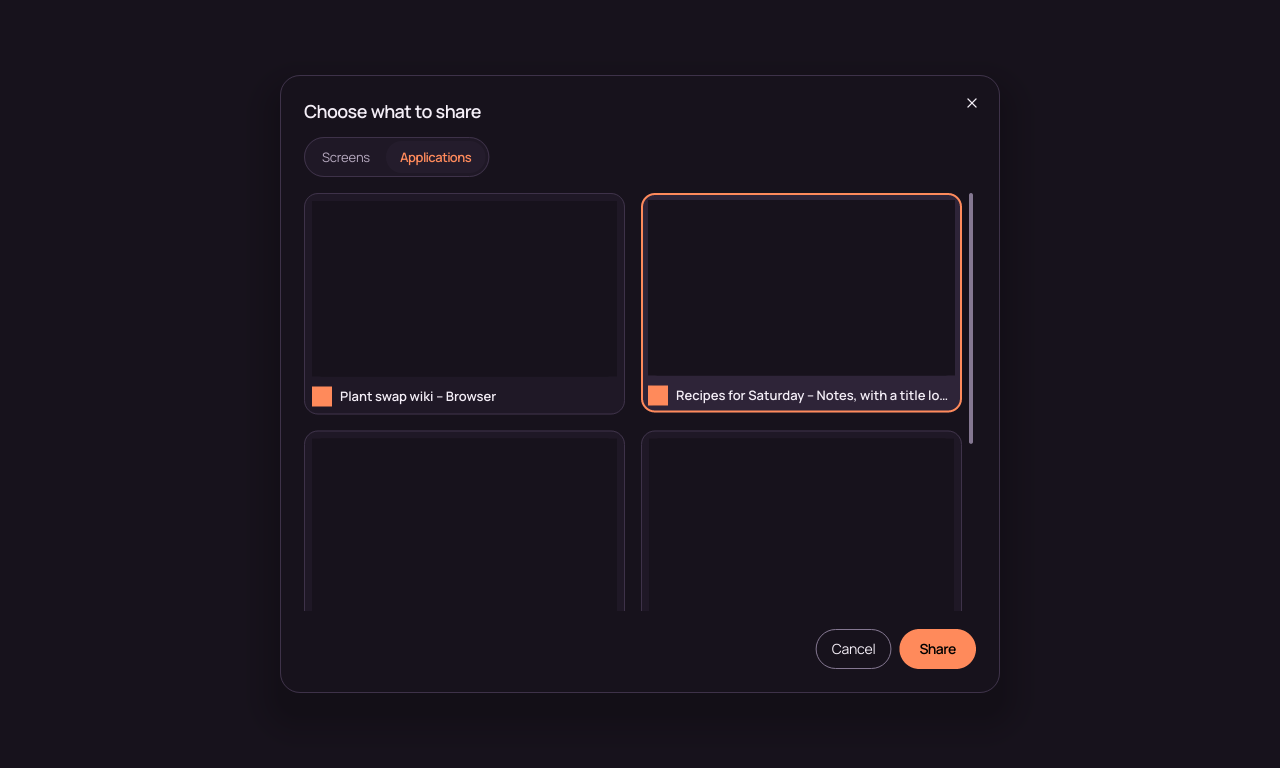 Choose what to share
Screens
Applications
Plant swap wiki – Browser
Recipes for Saturday – Notes, with a title lo…
Cancel
Share